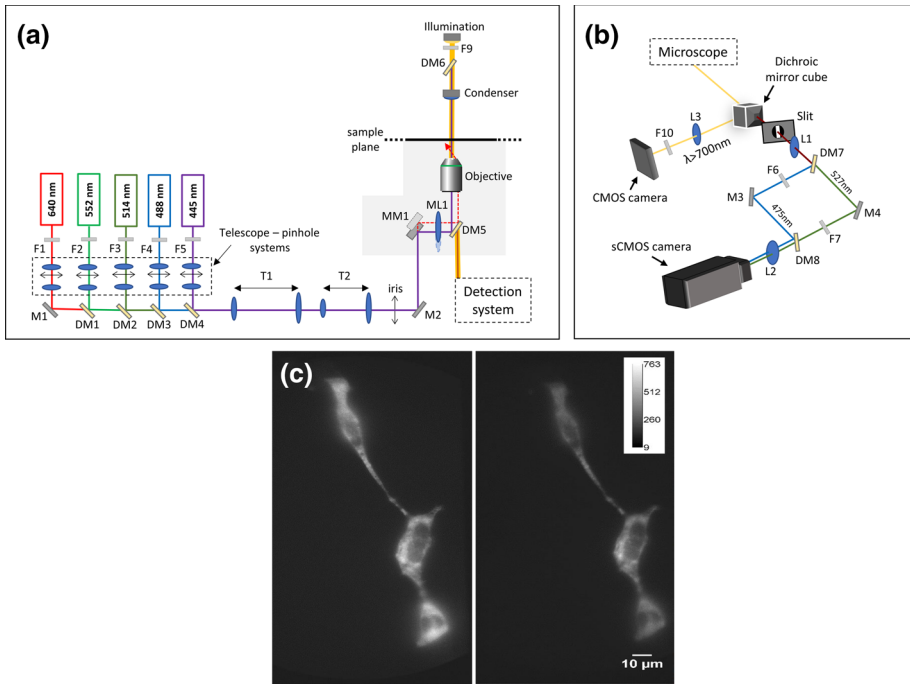 (a)
Illumination
F9
DM6
Condenser
sample
plane
Objective
ML1
MM1
DM5
640 nm
552 nm
514 nm
488 nm
445 nm
F1
F2
F3
F4
F5
Telescope – pinhole
systems
T1
T2
iris
M1
DM1
DM2
DM3
DM4
M2
Detection
system
(b)
Microscope
Dichroic
mirror cube
Slit
L3
L1
F10
λ>700nm
DM7
F6
527nm
CMOS camera
M3
M4
475nm
F7
sCMOS camera
DM8
L2
(c)
763
512
260
9
10 µm